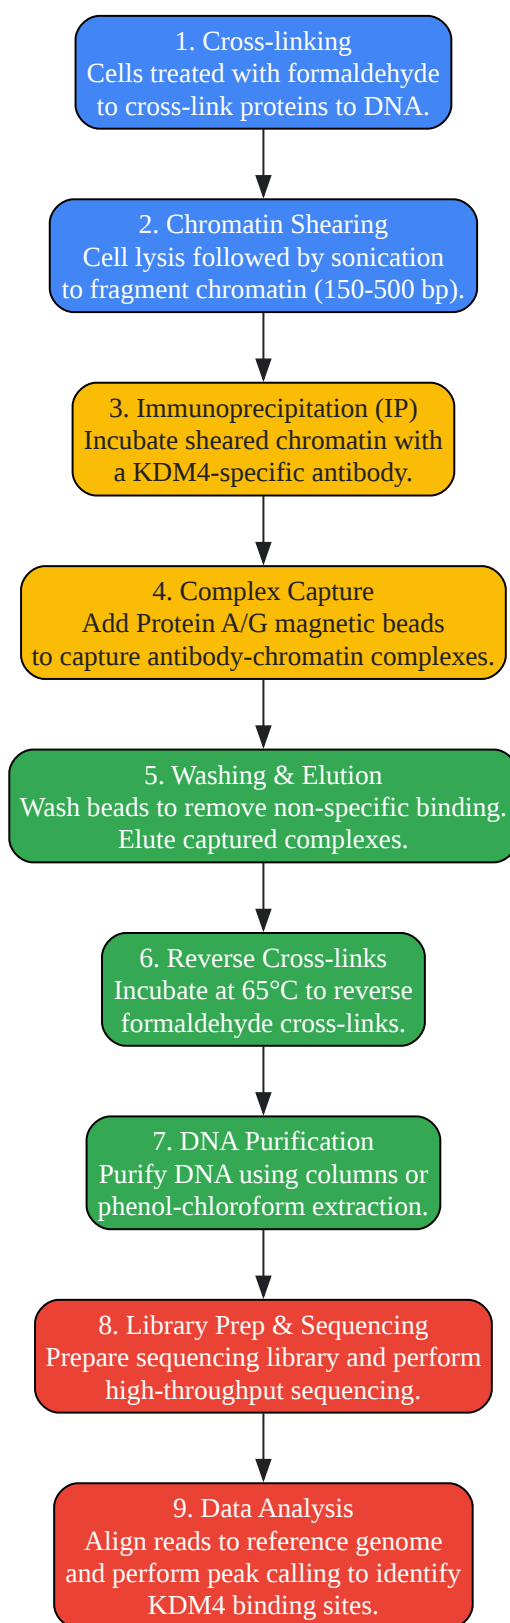 1. Cross-linking
Cells treated with formaldehyde
to cross-link proteins to DNA.
2. Chromatin Shearing
Cell lysis followed by sonication
to fragment chromatin (150-500 bp).
3. Immunoprecipitation (IP)
Incubate sheared chromatin with
a KDM4-specific antibody.
4. Complex Capture
Add Protein A/G magnetic beads
to capture antibody-chromatin complexes.
5. Washing & Elution
Wash beads to remove non-specific binding.
Elute captured complexes.
6. Reverse Cross-links
Incubate at 65°C to reverse
formaldehyde cross-links.
7. DNA Purification
Purify DNA using columns or
phenol-chloroform extraction.
8. Library Prep & Sequencing
Prepare sequencing library and perform
high-throughput sequencing.
9. Data Analysis
Align reads to reference genome
and perform peak calling to identify
KDM4 binding sites.